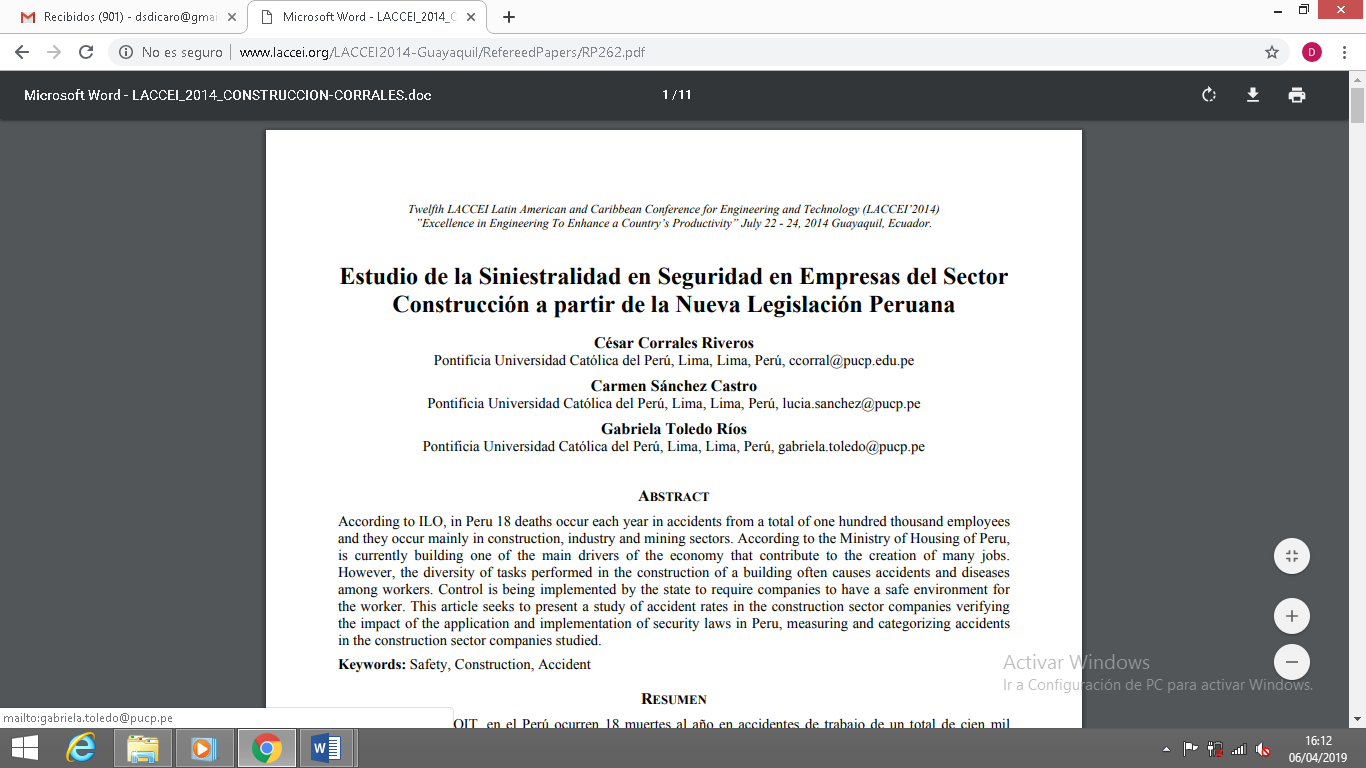 Recibidos (901) - dsdicaro@gmai
Microsoft Word - LACCEI_2014_C
No es seguro
www.laccei.org/LACCEI2014-Guayaquil/RefereedPapers/RP262.pdf
D
Microsoft Word - LACCEI_2014_CONSTRUCCION-CORRALES.doc
1 / 11
Twelfth LACCEI Latin American and Caribbean Conference for Engineering and Technology (LACCEI’2014)
”Excellence in Engineering To Enhance a Country’s Productivity” July 22 - 24, 2014 Guayaquil, Ecuador.
Estudio de la Siniestralidad en Seguridad en Empresas del Sector
Construcción a partir de la Nueva Legislación Peruana
César Corrales Riveros
Pontificia Universidad Católica del Perú, Lima, Lima, Perú, ccorral@pucp.edu.pe
Carmen Sánchez Castro
Pontificia Universidad Católica del Perú, Lima, Lima, Perú, lucia.sanchez@pucp.pe
Gabriela Toledo Ríos
Pontificia Universidad Católica del Perú, Lima, Lima, Perú, gabriela.toledo@pucp.pe
ABSTRACT
According to ILO, in Peru 18 deaths occur each year in accidents from a total of one hundred thousand employees
and they occur mainly in construction, industry and mining sectors. According to the Ministry of Housing of Peru,
is currently building one of the main drivers of the economy that contribute to the creation of many jobs.
However, the diversity of tasks performed in the construction of a building often causes accidents and diseases
among workers. Control is being implemented by the state to require companies to have a safe environment for
the worker. This article seeks to present a study of accident rates in the construction sector companies verifying
the impact of the application and implementation of security laws in Peru, measuring and categorizing accidents
in the construction sector companies studied.
Keywords: Safety, Construction, Accident
RESUMEN
OIT, en el Perú ocurren 18 muertes al año en accidentes de trabajo de un total de cien mil
Activar Windows
Ir a Configuración de PC para activar Windows.
mailto:gabriela.toledo@pucp.pe
16:12
06/04/2019